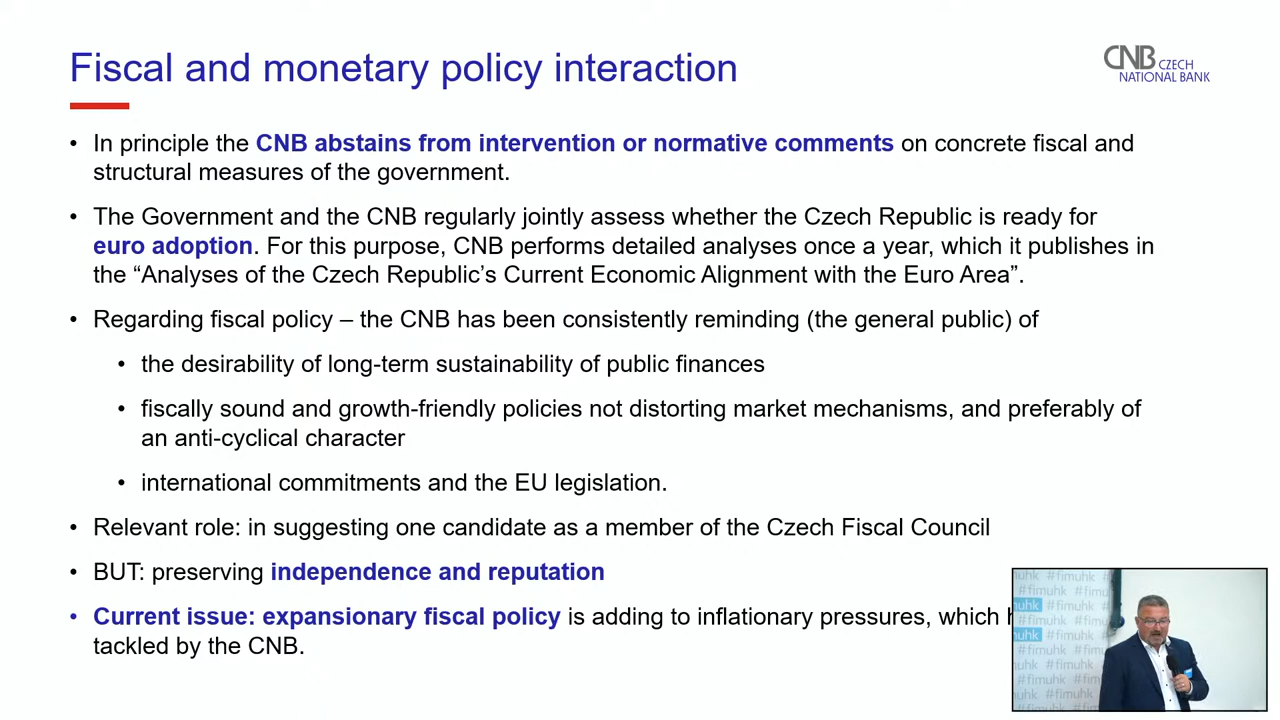 Fiscal and monetary policy interaction
CNB CZECH
NATIONAL BANK
• In principle the CNB abstains from intervention or normative comments on concrete fiscal and
structural measures of the government.
• The Government and the CNB regularly jointly assess whether the Czech Republic is ready for
euro adoption. For this purpose, CNB performs detailed analyses once a year, which it publishes in
the “Analyses of the Czech Republic’s Current Economic Alignment with the Euro Area”.
• Regarding fiscal policy – the CNB has been consistently reminding (the general public) of
• the desirability of long-term sustainability of public finances
• fiscally sound and growth-friendly policies not distorting market mechanisms, and preferably of
an anti-cyclical character
• international commitments and the EU legislation.
• Relevant role: in suggesting one candidate as a member of the Czech Fiscal Council
• BUT: preserving independence and reputation
• Current issue: expansionary fiscal policy is adding to inflationary pressures, which
tackled by the CNB.
#fimuhk
#fimuhk
#fimuhk
#fimuhk